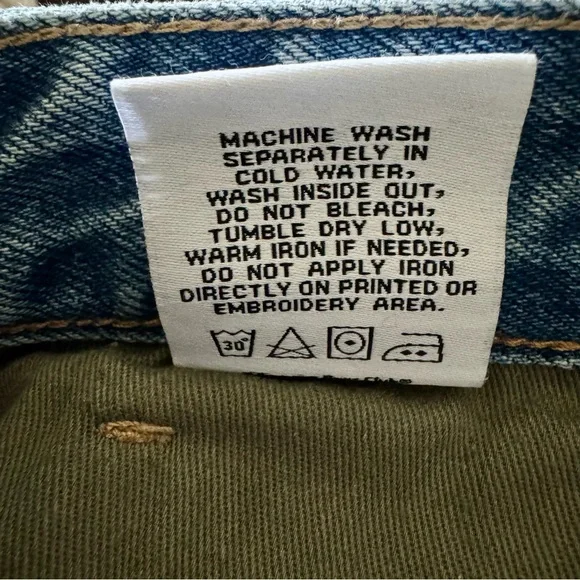 MACHINE WASH
SEPARATELY IN
COLD WATER,
WASH INSIDE OUT,
DO NOT BLEACH,
TUMBLE DRY LOW,
WARM IRON IF NEEDED,
DO NOT APPLY IRON
DIRECTLY ON PRINTED OR
EMBROIDERY AREA.
30°